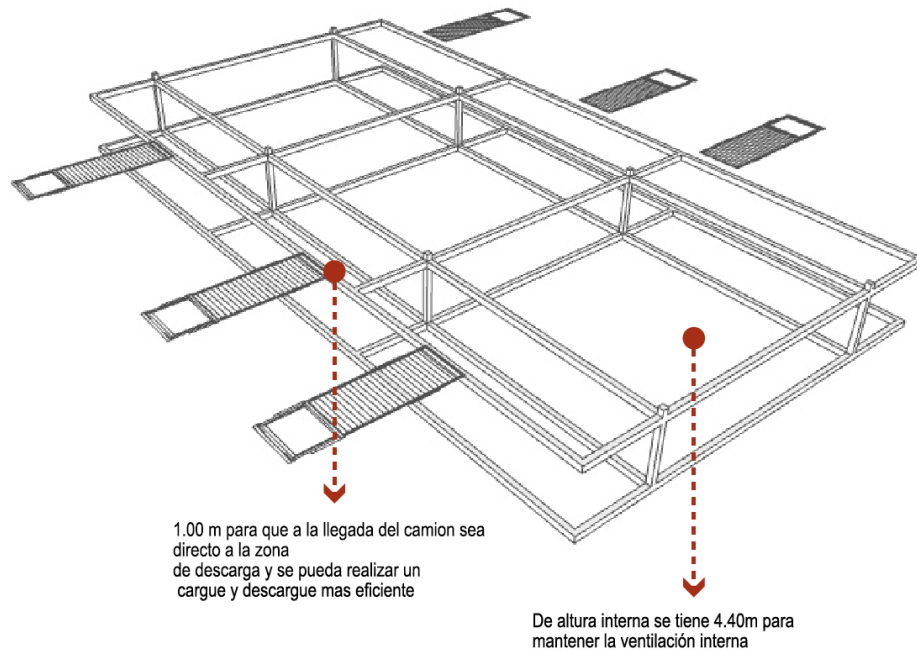 1.00 m para que a la llegada del camion sea
directo a la zona
de descarga y se pueda realizar un
cargue y descargue mas eficiente
De altura interna se tiene 4.40m para
mantener la ventilación interna